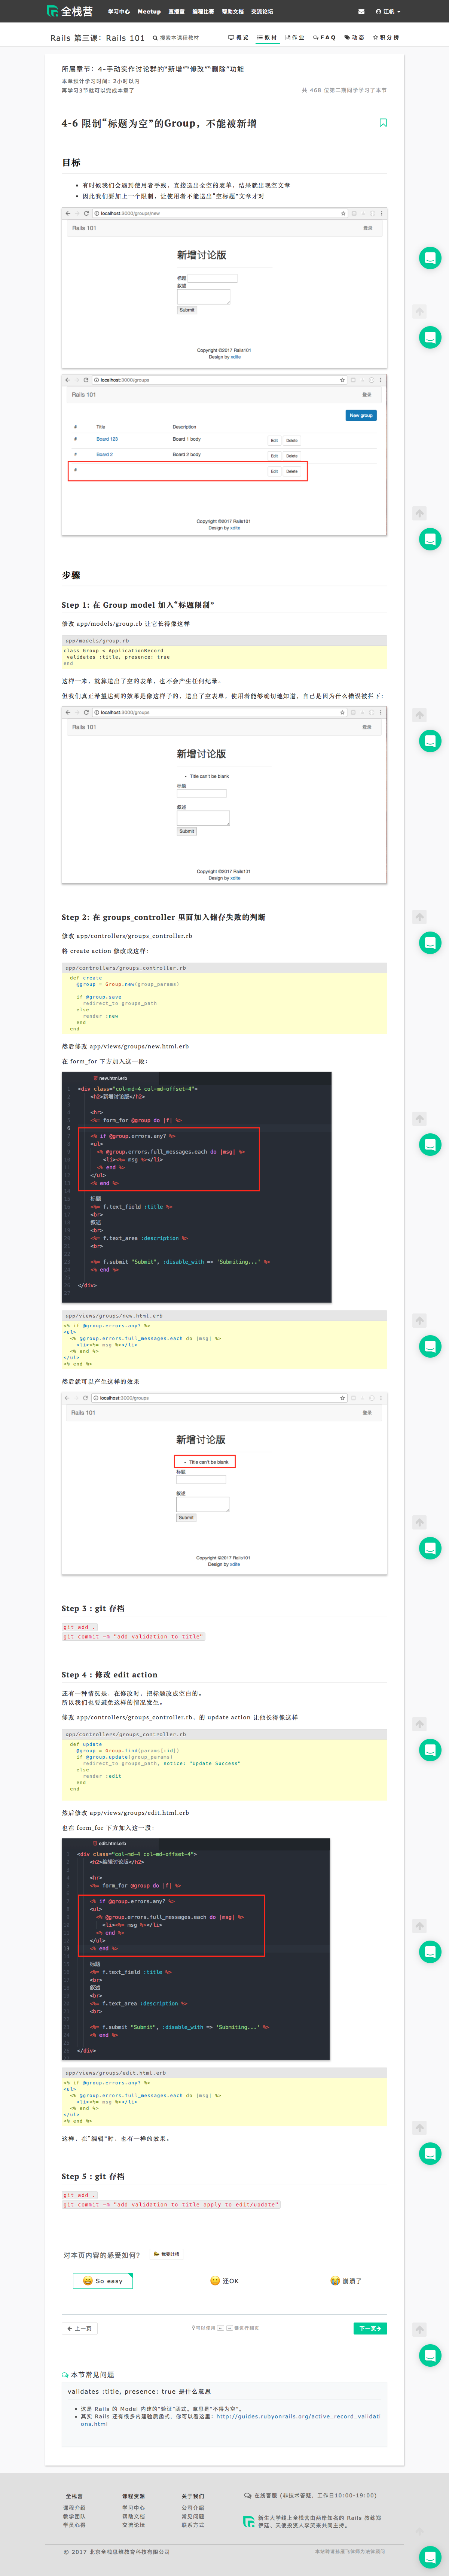 全栈营
学习中心 Meetup 直播室 编程比赛 帮助文档 交流论坛
江帆
Rails 第三课：Rails 101 搜索本课程教材 概览 教材 作业 FAQ 动态 积分榜
所属章节：4-手动实作讨论群的"新增""修改""删除"功能
本章预计学习时间：2小时以内
再学习3节就可以完成本章了
共 468 位第二期同学学习了本节
4-6 限制“标题为空”的Group，不能被新增
目标
有时候我们会遇到使用者手残，直接送出全空的表单，结果就出现空文章
因此我们要加上一个限制，让使用者不能送出“空标题”文章才对
localhost:3000/groups/new
Rails 101
登录
新增讨论版
标题
叙述
Submit
Copyright ©2017 Rails101
Design by xdite
localhost:3000/groups
Rails 101
登录
New group
# Title Description
# Board 123 Board 1 body Edit Delete
# Board 2 Board 2 body Edit Delete
# Edit Delete
Copyright ©2017 Rails101
Design by xdite
步骤
Step 1: 在 Group model 加入“标题限制”
修改 app/models/group.rb 让它长得像这样
app/models/group.rb
class Group < ApplicationRecord
validates :title, presence: true
end
这样一来，就算送出了空的表单，也不会产生任何纪录。
但我们真正希望达到的效果是像这样子的，送出了空表单，使用者能够确切地知道，自己是因为什么错误被拦下：
localhost:3000/groups
Rails 101
登录
新增讨论版
Title can't be blank
标题
叙述
Submit
Copyright ©2017 Rails101
Design by xdite
Step 2: 在 groups_controller 里面加入储存失败的判断
修改 app/controllers/groups_controller.rb
将 create action 修改成这样：
app/controllers/groups_controller.rb
def create
@group = Group.new(group_params)
if @group.save
redirect_to groups_path
else
render :new
end
end
然后修改 app/views/groups/new.html.erb
在 form_for 下方加入这一段：
new.html.erb
<div class="col-md-4 col-md-offset-4">
<h2>新增讨论版</h2>
<hr>
<%= form_for @group do |f| %>
<% if @group.errors.any? %>
<ul>
<% @group.errors.full_messages.each do |msg| %>
<li><%= msg %></li>
<% end %>
</ul>
<% end %>
标题
<%= f.text_field :title %>
<br>
叙述
<br>
<%= f.text_area :description %>
<br>
<%= f.submit "Submit", :disable_with => 'Submiting...' %>
<% end %>
</div>
app/views/groups/new.html.erb
<% if @group.errors.any? %>
<ul>
<% @group.errors.full_messages.each do |msg| %>
<li><%= msg %></li>
<% end %>
</ul>
<% end %>
然后就可以产生这样的效果
localhost:3000/groups
Rails 101
登录
新增讨论版
Title can't be blank
标题
叙述
Submit
Copyright ©2017 Rails101
Design by xdite
Step 3 : git 存档
git add .
git commit -m "add validation to title"
Step 4 : 修改 edit action
还有一种情况是，在修改时，把标题改成空白的。
所以我们也要避免这样的情况发生。
修改 app/controllers/groups_controller.rb，的 update action 让他长得像这样
app/controllers/groups_controller.rb
def update
@group = Group.find(params[:id])
if @group.update(group_params)
redirect_to groups_path, notice: "Update Success"
else
render :edit
end
end
然后修改 app/views/groups/edit.html.erb
也在 form_for 下方加入这一段：
edit.html.erb
<div class="col-md-4 col-md-offset-4">
<h2>编辑讨论版</h2>
<hr>
<%= form_for @group do |f| %>
<% if @group.errors.any? %>
<ul>
<% @group.errors.full_messages.each do |msg| %>
<li><%= msg %></li>
<% end %>
</ul>
<% end %>
标题
<%= f.text_field :title %>
<br>
叙述
<br>
<%= f.text_area :description %>
<br>
<%= f.submit "Submit", :disable_with => 'Submiting...' %>
<% end %>
</div>
app/views/groups/edit.html.erb
<% if @group.errors.any? %>
<ul>
<% @group.errors.full_messages.each do |msg| %>
<li><%= msg %></li>
<% end %>
</ul>
<% end %>
这样，在“编辑”时，也有一样的效果。
Step 5 : git 存档
git add .
git commit -m "add validation to title apply to edit/update"
对本页内容的感受如何？ 我要吐槽
So easy 还OK 崩溃了
上一页 可以使用 键进行翻页 下一页
本节常见问题
validates :title, presence: true 是什么意思
这是 Rails 的 Model 内建的“验证”函式，意思是“不得为空”。
其实 Rails 还有很多内建验质函式，你可以看这里：http://guides.rubyonrails.org/active_record_validati
ons.html
全栈营 课程资源 关于我们
课程介绍 学习中心 公司介绍
教学团队 帮助文档 常见问题
学员心得 交流论坛 联系方式
在线客服 (非技术答疑，工作日10:00-19:00)
新生大学线上全栈营由两岸知名的 Rails 教练郑
伊廷、天使投资人李笑来共同主持。
© 2017 北京全栈思维教育科技有限公司